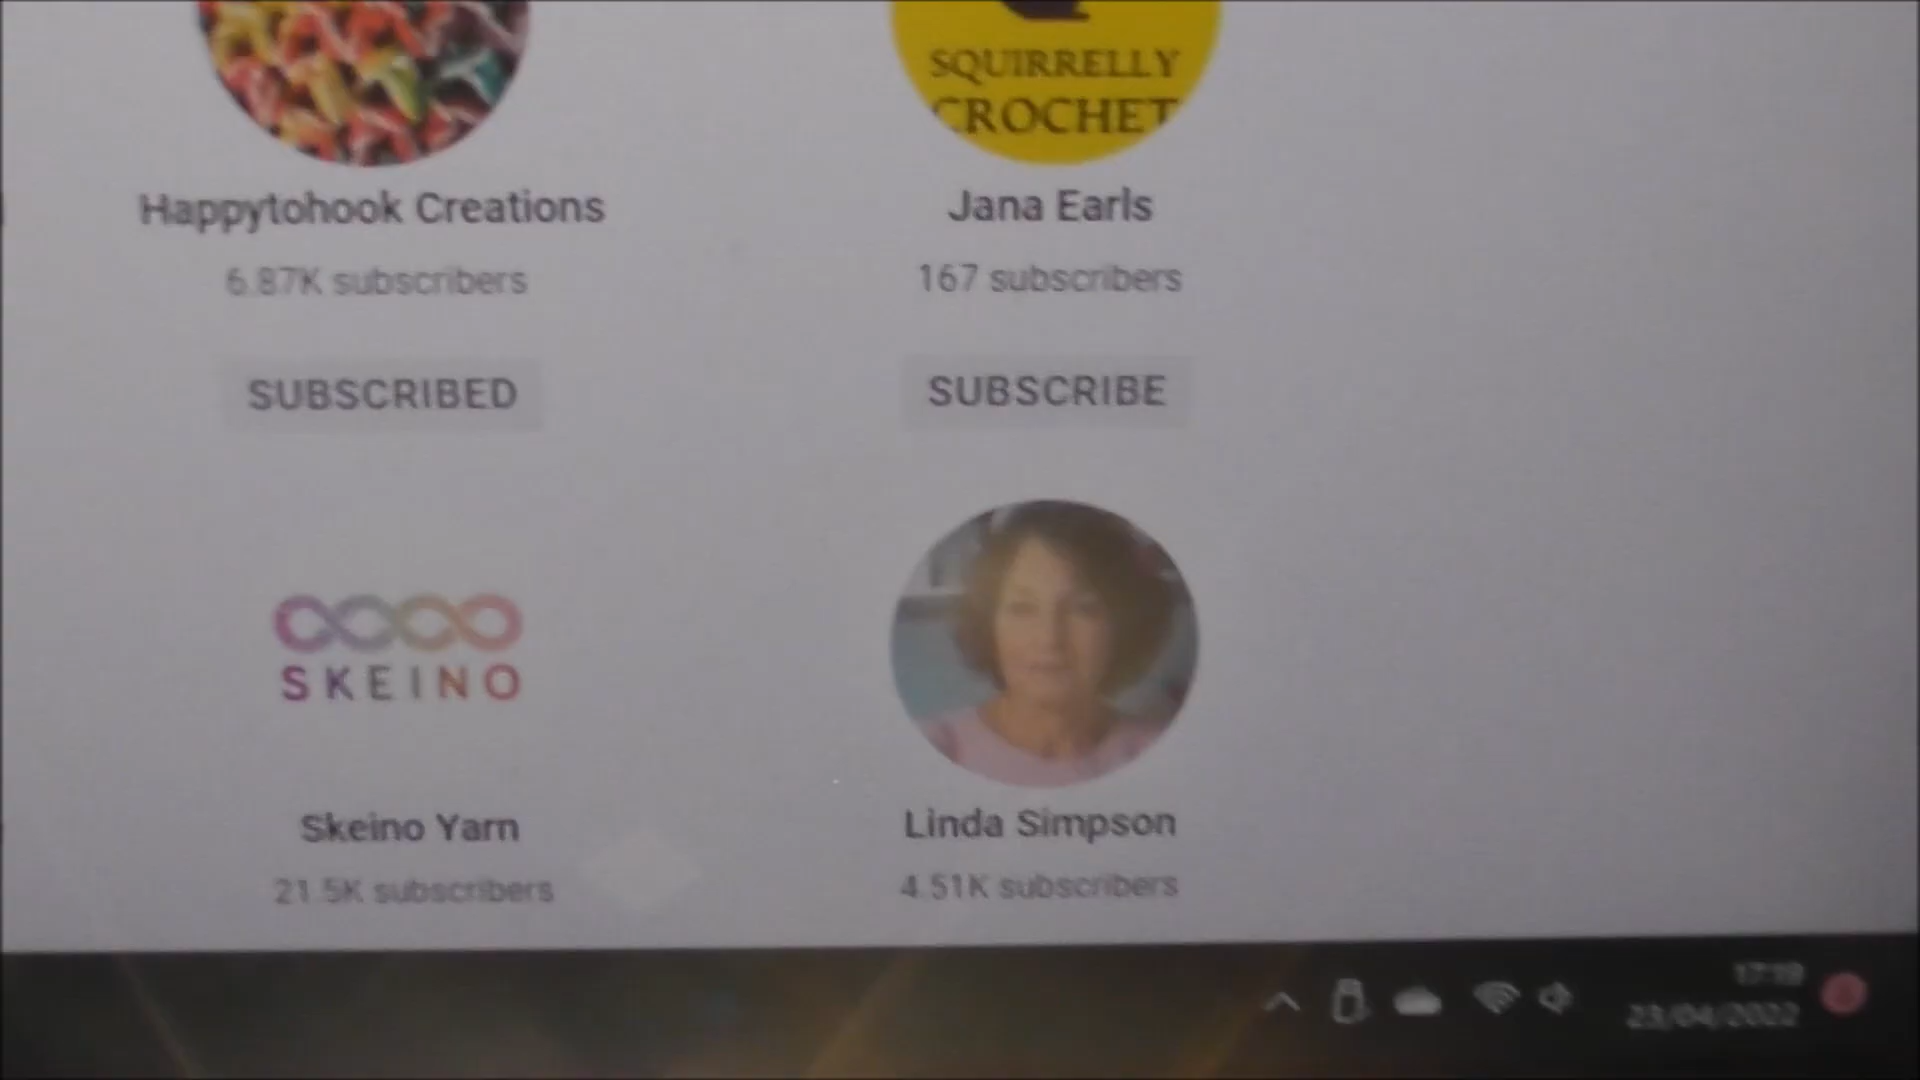 SQUIRRELLY
CROCHET
Happytohook Creations
6.87K subscribers
SUBSCRIBED
Jana Earls
167 subscribers
SUBSCRIBE
SKEINO
Skeino Yarn
21.5K subscribers
Linda Simpson
4.51K subscribers
23/04/2022